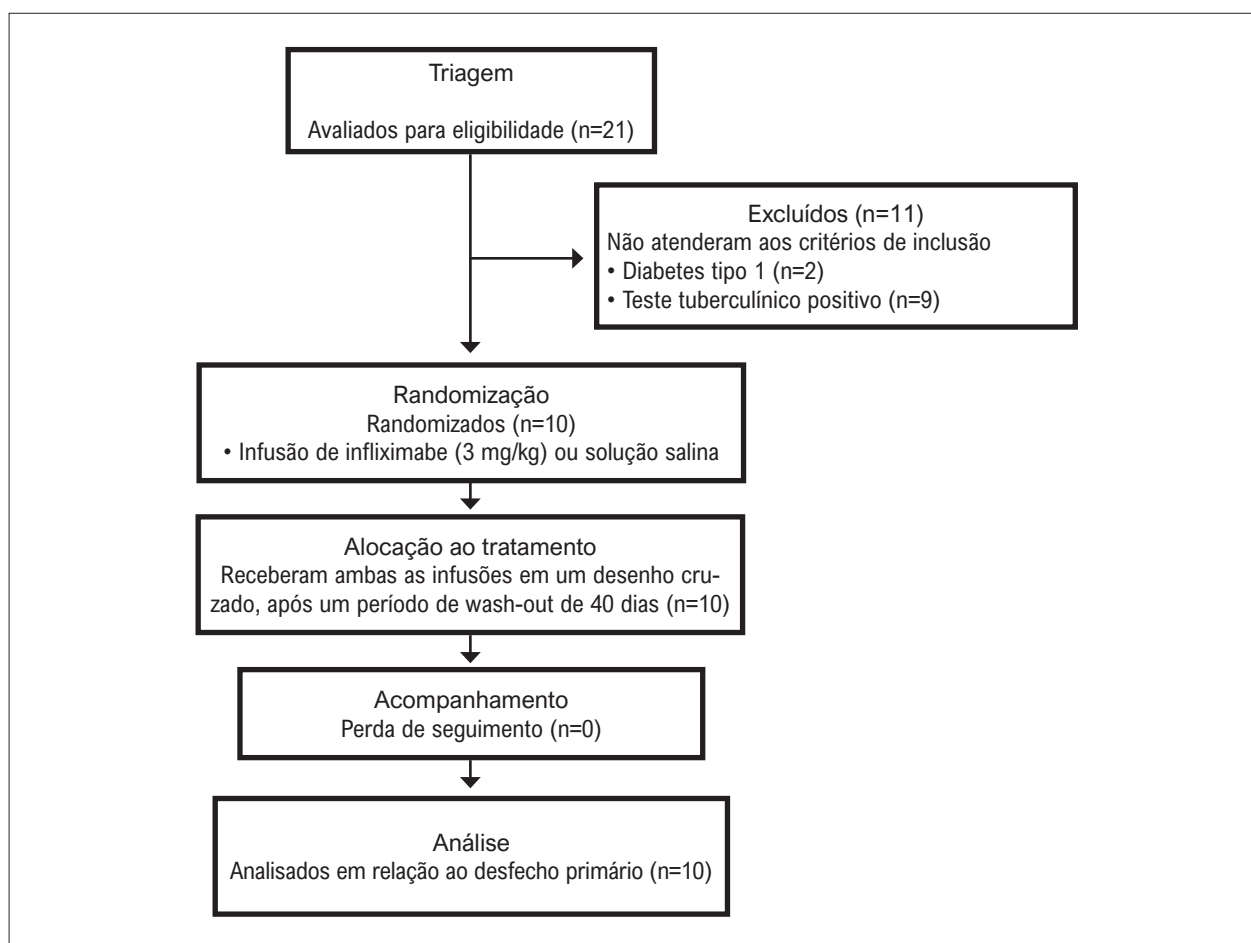 Triagem
Avaliados para eligibilidade (n=21)
Excluídos (n=11)
Não atenderam aos critérios de inclusão
• Diabetes tipo 1 (n=2)
• Teste tuberculínico positivo (n=9)
Randomização
Randomizados (n=10)
• Infusão de infliximabe (3 mg/kg) ou solução salina
Alocação ao tratamento
Receberam ambas as infusões em um desenho cru-
zado, após um período de wash-out de 40 dias (n=10)
Acompanhamento
Perda de seguimento (n=0)
Análise
Analisados em relação ao desfecho primário (n=10)